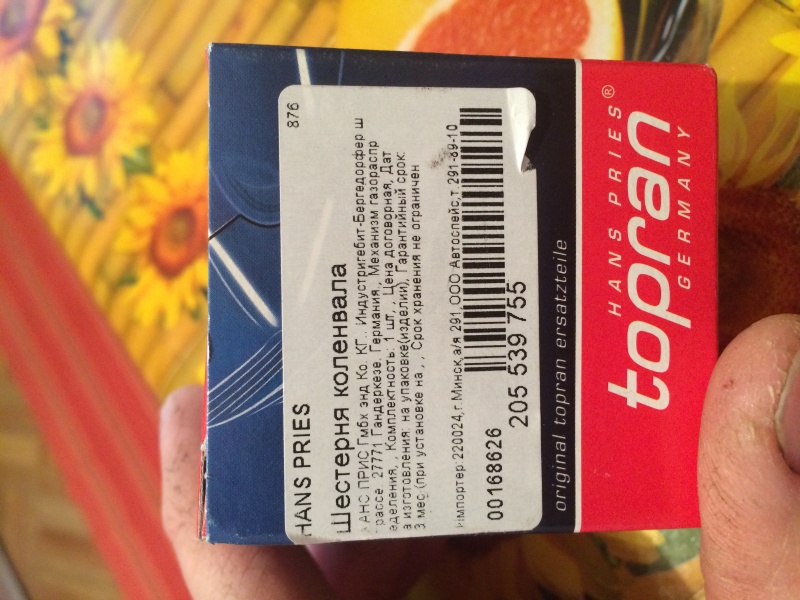 876
HANS PRIES
Шестерня коленвала
ХАНС ПРИС Гмбх энд Ко. КГ., Индустригебит-Бергедорфер Ш
трассе. 27771 Гандеркезе. Германия,, Механизм газораспр
еделения, , Комплектность: 1 шт, , Цена договорная, Дат
а изготовления: на упаковке(изделии), Гарантийный срок:
3 мес (при установке на , , Срок хранения не ограничен
Импортер:220024,г.Минск,а/я 291,ООО Автоспейс,т.291-89-10
00168626
205 539 755
original topran ersatzteile
HANS PRIES
topran®
GERMANY